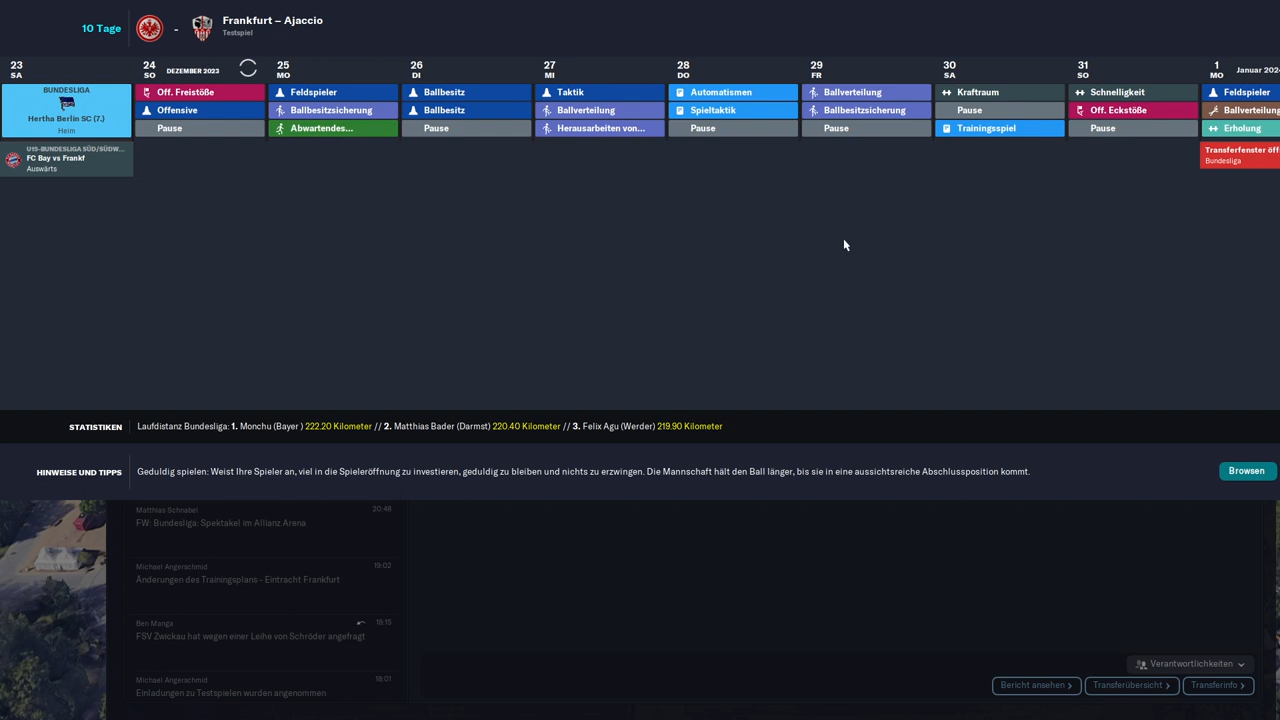 10 Tage
-
Frankfurt – Ajaccio
Testspiel
23
SA
24
SO
DEZEMBER 2023
25
MO
26
DI
27
MI
28
DO
29
FR
30
SA
31
SO
1
MO
Januar 2024
BUNDESLIGA
Hertha Berlin SC (7.)
Heim
U19-BUNDESLIGA SÜD/SÜDW...
FC Bay vs Frankf
Auswärts
Off. Freistöße
Offensive
Pause
Feldspieler
Ballbesitzsicherung
Abwartendes...
Ballbesitz
Ballbesitz
Pause
Taktik
Ballverteilung
Herausarbeiten von...
Automatismen
Spieltaktik
Pause
Ballverteilung
Ballbesitzsicherung
Pause
Kraftraum
Pause
Trainingsspiel
Schnelligkeit
Off. Eckstöße
Pause
Feldspieler
Ballverteilung
Erholung
Transferfenster öff
Bundesliga
STATISTIKEN
Laufdistanz Bundesliga: 1. Monchu (Bayer ) 222.20 Kilometer // 2. Matthias Bader (Darmst) 220.40 Kilometer // 3. Felix Agu (Werder) 219.90 Kilometer
HINWEISE UND TIPPS
Geduldig spielen: Weist Ihre Spieler an, viel in die Spieleröffnung zu investieren, geduldig zu bleiben und nichts zu erzwingen. Die Mannschaft hält den Ball länger, bis sie in eine aussichtsreiche Abschlussposition kommt.
Browsen
Matthias Schnabel
20:48
FW: Bundesliga: Spektakel im Allianz Arena
Michael Angerschmid
19:02
Änderungen des Trainingsplans - Eintracht Frankfurt
Ben Manga
18:15
FSV Zwickau hat wegen einer Leihe von Schröder angefragt
Michael Angerschmid
18:01
Einladungen zu Testspielen wurden angenommen
Verantwortlichkeiten
Bericht ansehen
Transferübersicht
Transferinfo